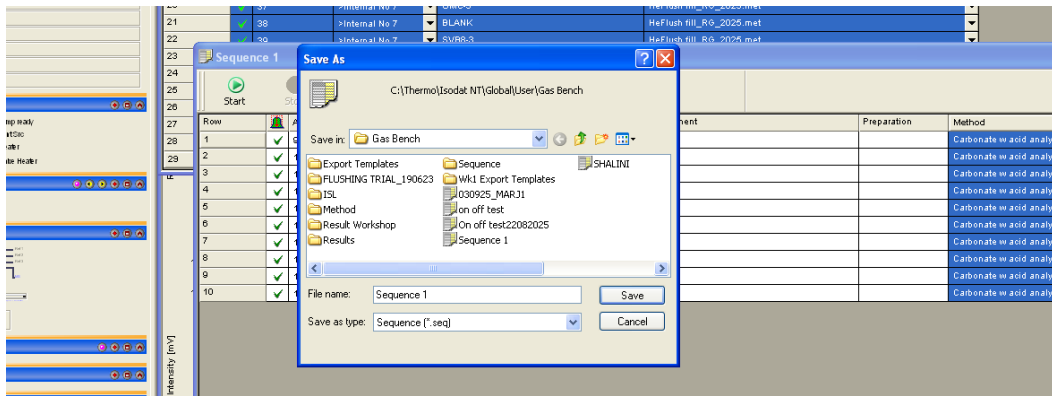 21 38 >Internal No 7 BLANK HeFlush fill_RG_2025.met
22 39 >Internal No 7 SVB8-3 HeFlush fill_RG_2025.met
23 Sequence 1
24
25 Start
26
27 Row Preparation Method
28 1 Carbonate w acid analy
29 2 Carbonate w acid analy
3 Carbonate w acid analy
4 Carbonate w acid analy
5 Carbonate w acid analy
6 Carbonate w acid analy
7 Carbonate w acid analy
8 Carbonate w acid analy
9 Carbonate w acid analy
10 Carbonate w acid analy
mp ready
Heater
Intensity [mV]
Save As
C:\Thermo\Isodat NT\Global\User\Gas Bench
Save in: Gas Bench
Export Templates
FLUSHING TRIAL_190623
ISL
Method
Result Workshop
Results
Sequence
Wk1 Export Templates
030925_MARJ1
on off test
On off test22082025
Sequence 1
SHALINI
File name: Sequence 1 Save
Save as type: Sequence (*.seq) Cancel